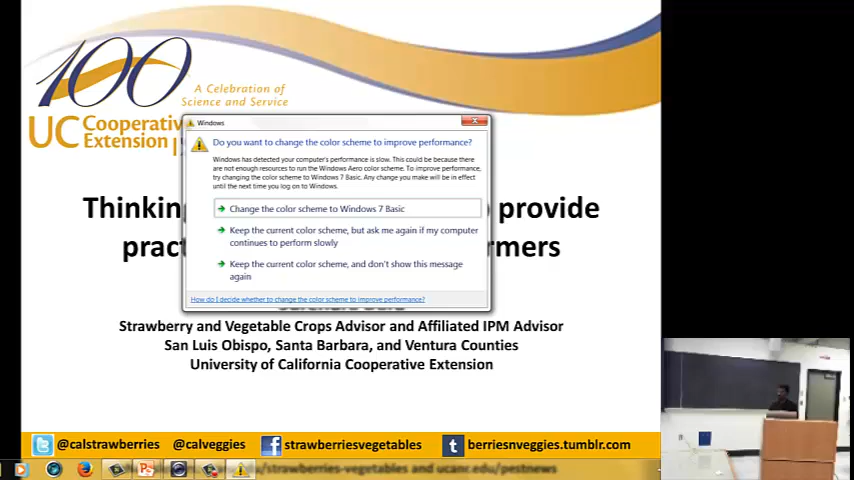 100
A Celebration of
Science and Service
UC Cooperative
Extension
Windows
Do you want to change the color scheme to improve performance?
Windows has detected your computer's performance is slow. This could be because there
are not enough resources to run the Windows Aero color scheme. To improve performance,
try changing the color scheme to Windows 7 Basic. Any change you make will be in effect
until the next time you log on to Windows.
Change the color scheme to Windows 7 Basic
Keep the current color scheme, but ask me again if my computer
continues to perform slowly
Keep the current color scheme, and don't show this message
again
How do I decide whether to change the color scheme to improve performance?
Thinking provide
farmers
Strawberry and Vegetable Crops Advisor and Affiliated IPM Advisor
San Luis Obispo, Santa Barbara, and Ventura Counties
University of California Cooperative Extension
@calstrawberries @calveggies strawberriesvegetables berriesnveggies.tumblr.com
/strawberries-vegetables and ucanr.edu/pestnews